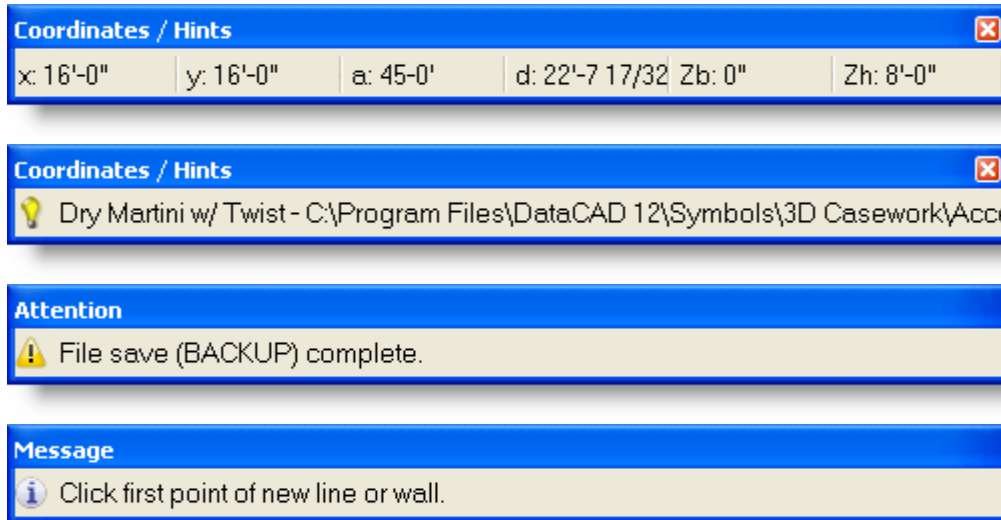 Coordinates / Hints
x: 16'-0" y: 16'-0" a: 45-0' d: 22'-7 17/32 Zb: 0" Zh: 8'-0"
Coordinates / Hints
Dry Martini w/ Twist - C:\Program Files\DataCAD 12\Symbols\3D Casework\Acce
Attention
File save (BACKUP) complete.
Message
Click first point of new line or wall.